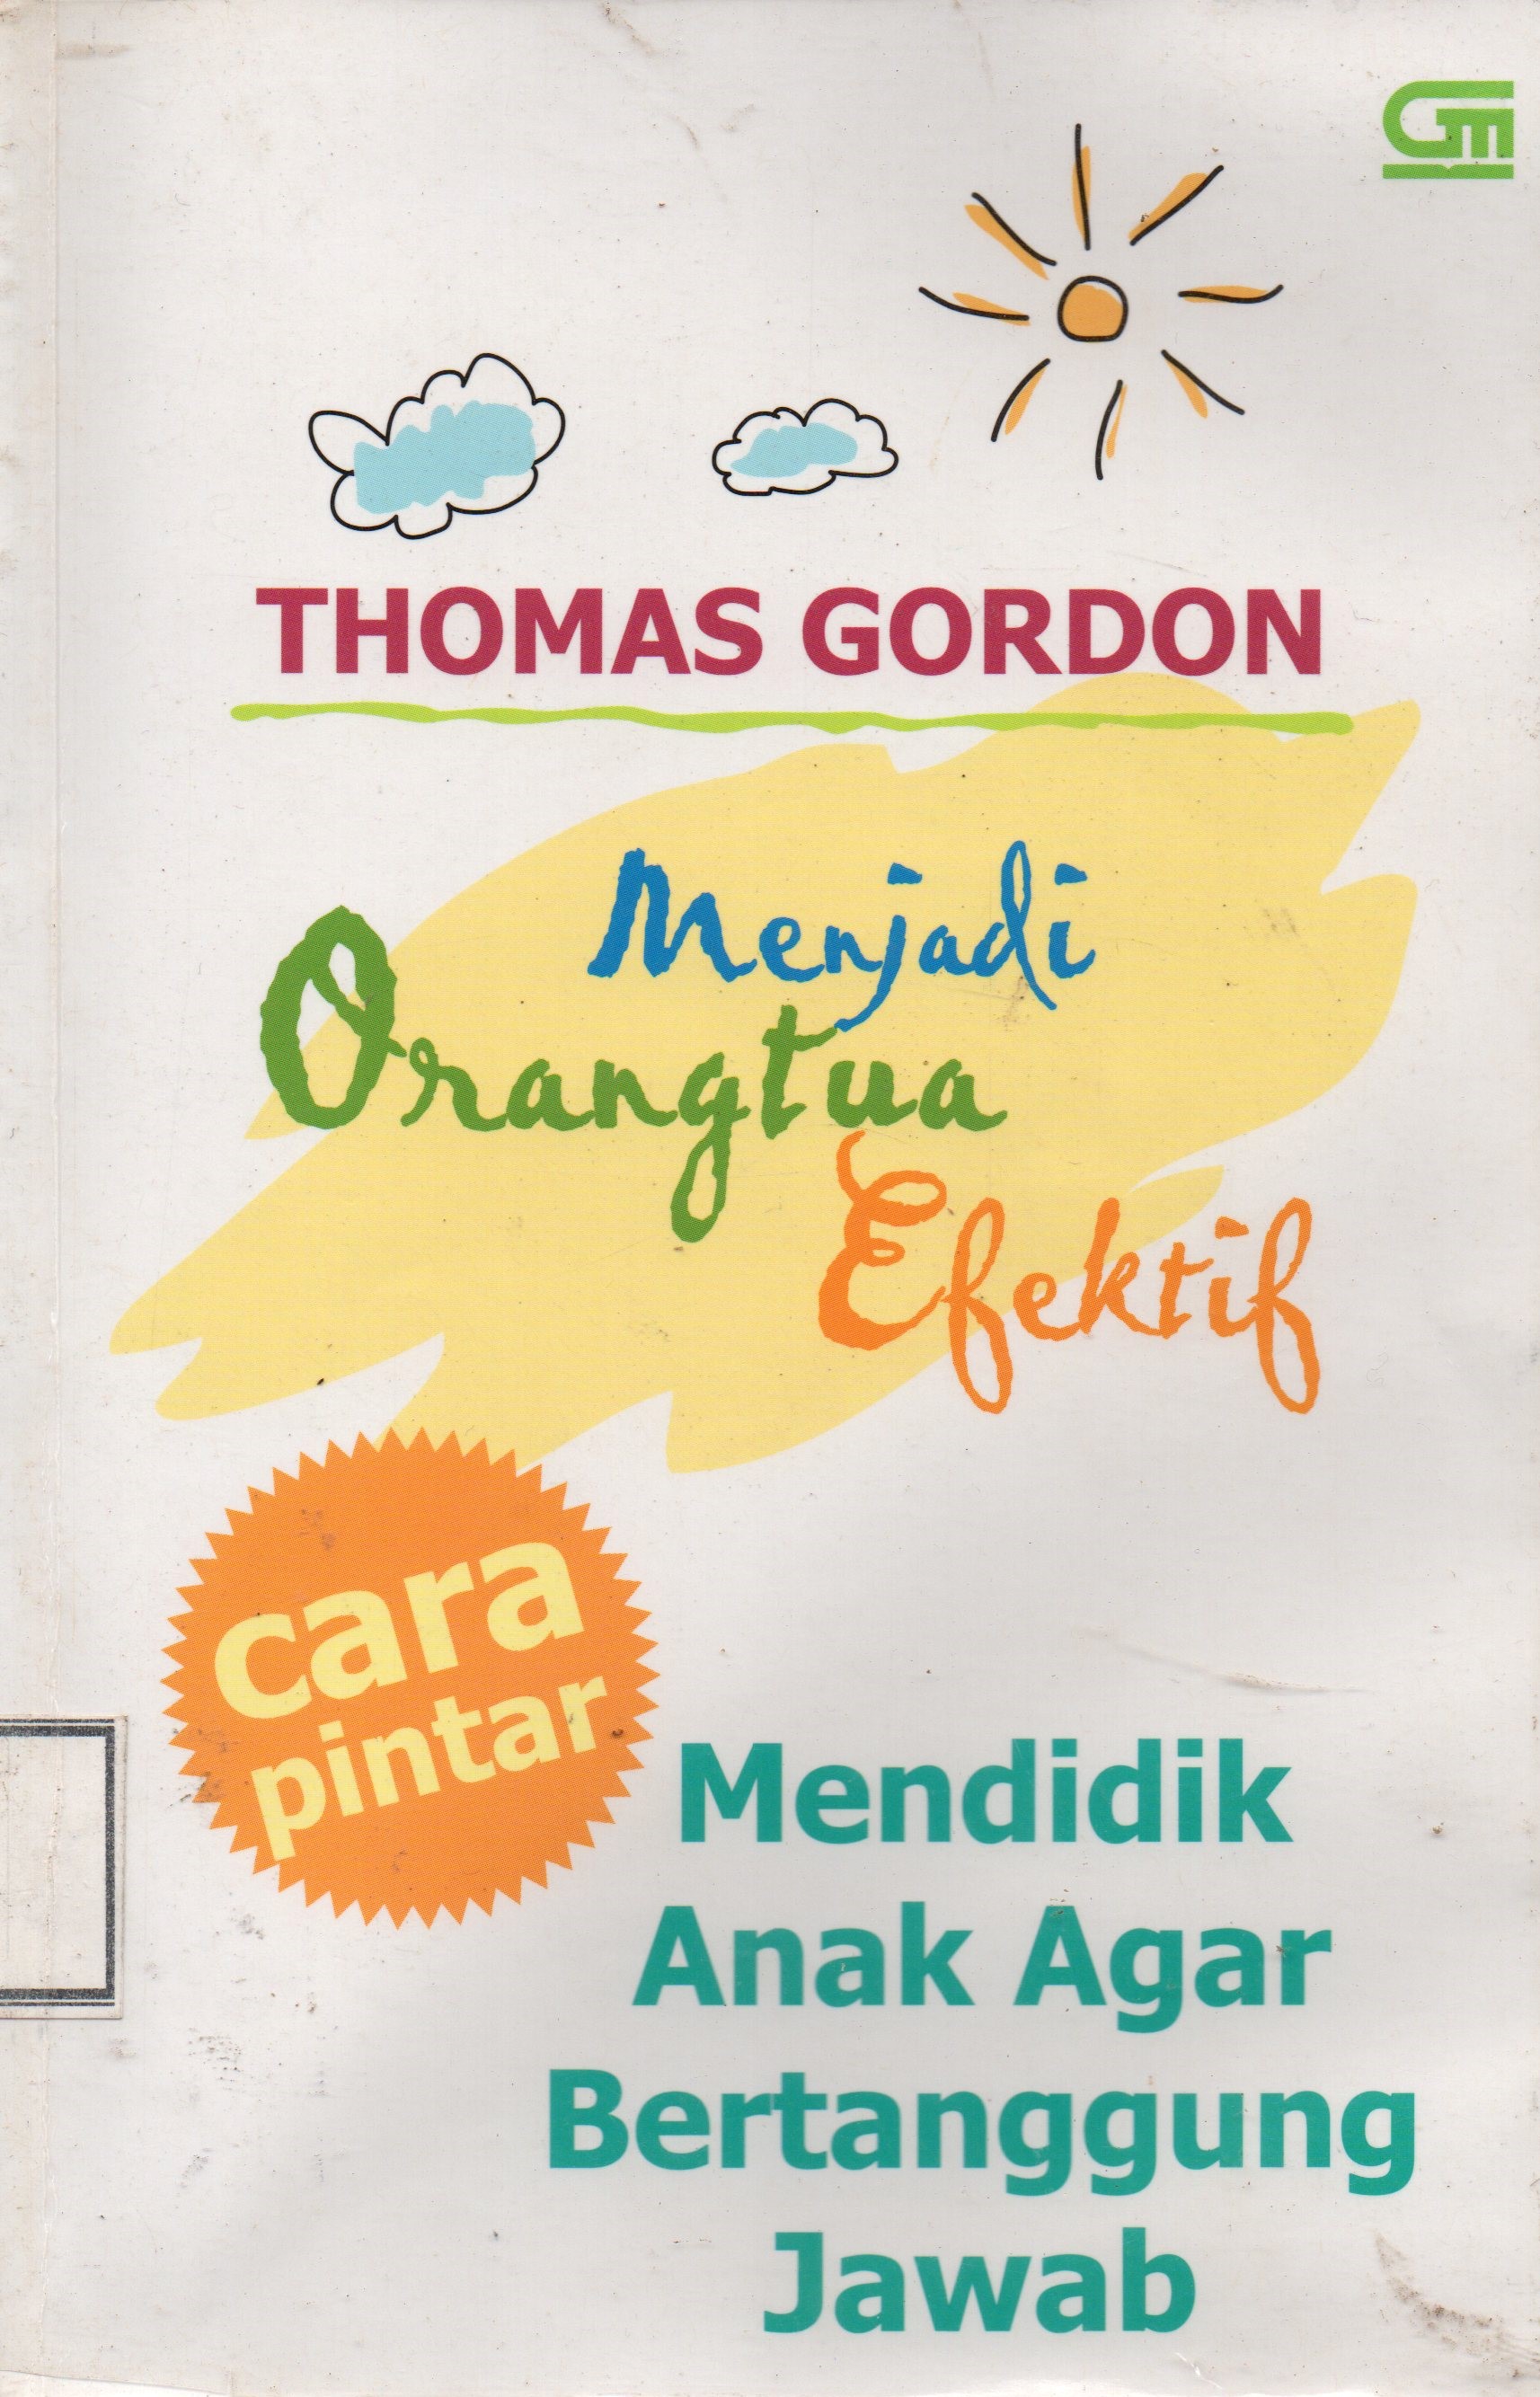 THOMAS GORDON
Menjadi
Orangtua
Efektif
cara
pintar
Mendidik
Anak Agar
Bertanggung
Jawab